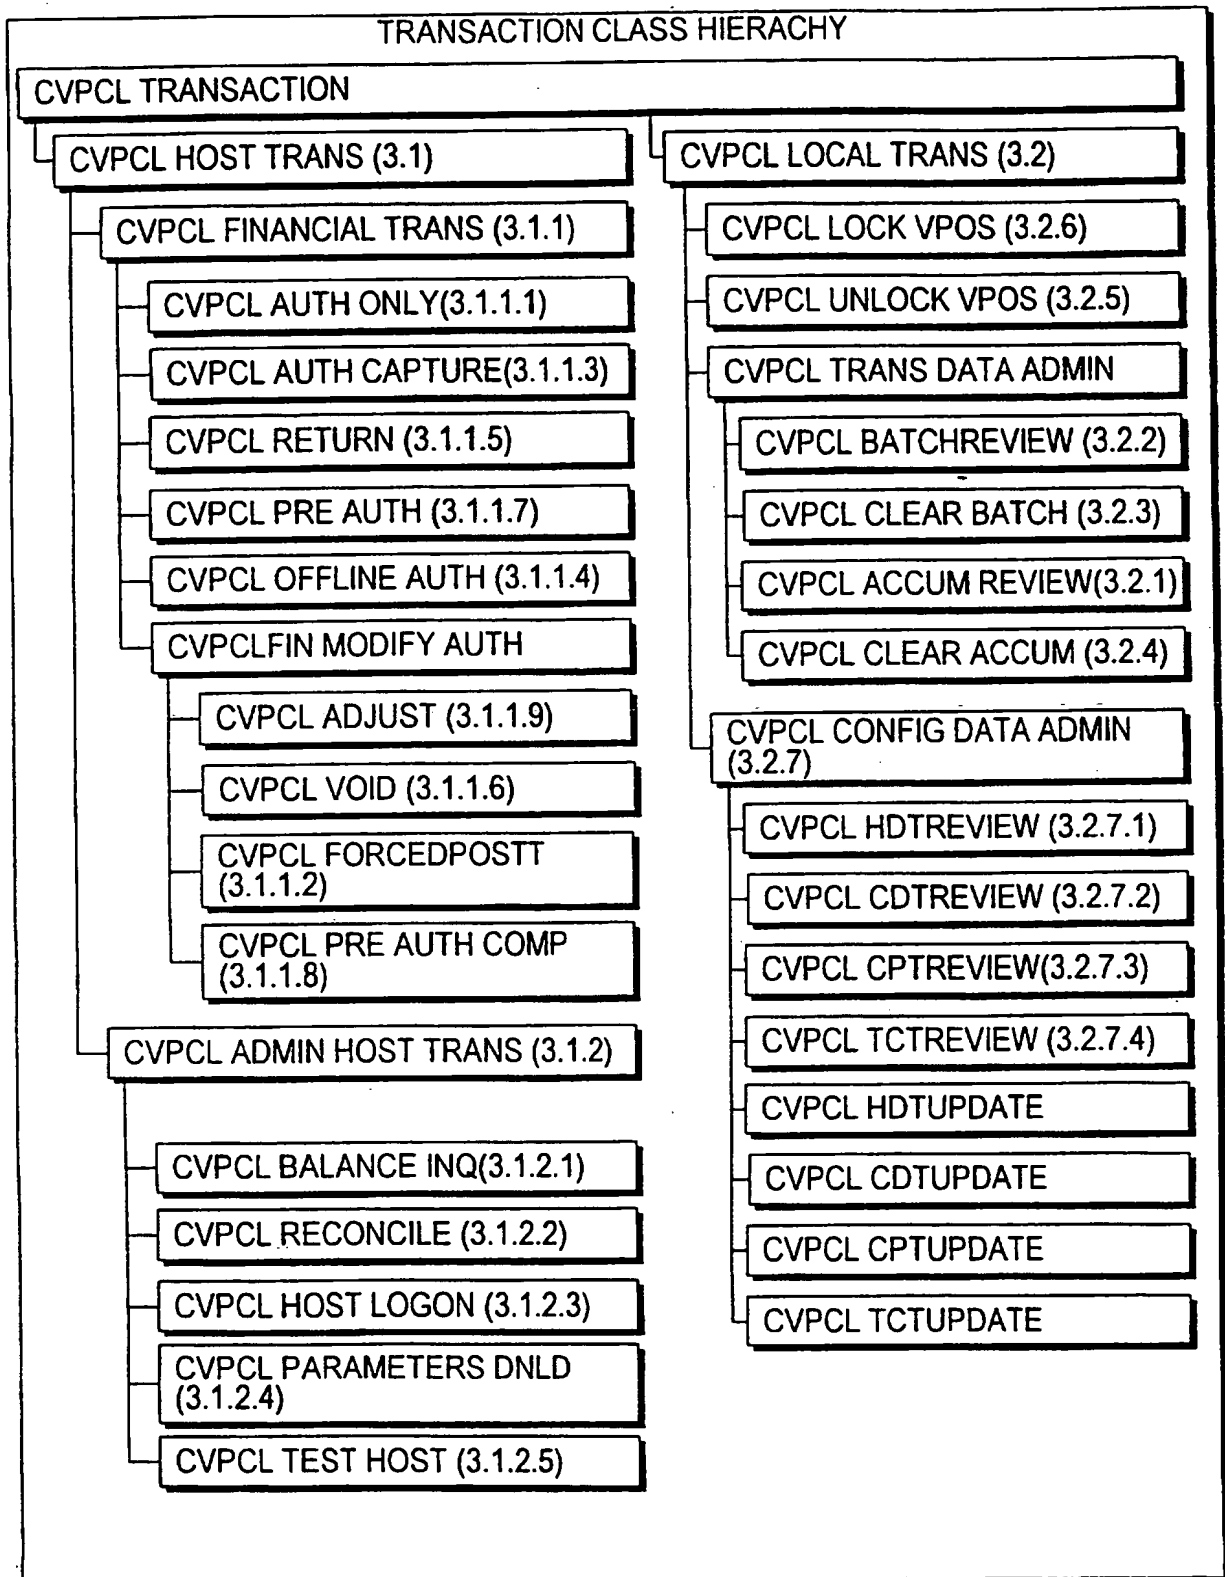 TRANSACTION CLASS HIERACHY
CVPCL TRANSACTION
CVPCL HOST TRANS (3.1)
CVPCL FINANCIAL TRANS (3.1.1)
CVPCL AUTH ONLY(3.1.1.1)
CVPCL AUTH CAPTURE(3.1.1.3)
CVPCL RETURN (3.1.1.5)
CVPCL PRE AUTH (3.1.1.7)
CVPCL OFFLINE AUTH (3.1.1.4)
CVPCLFIN MODIFY AUTH
CVPCL ADJUST (3.1.1.9)
CVPCL VOID (3.1.1.6)
CVPCL FORCEDPOSTT
(3.1.1.2)
CVPCL PRE AUTH COMP
(3.1.1.8)
CVPCL ADMIN HOST TRANS (3.1.2)
CVPCL BALANCE INQ(3.1.2.1)
CVPCL RECONCILE (3.1.2.2)
CVPCL HOST LOGON (3.1.2.3)
CVPCL PARAMETERS DNLD
(3.1.2.4)
CVPCL TEST HOST (3.1.2.5)
CVPCL LOCAL TRANS (3.2)
CVPCL LOCK VPOS (3.2.6)
CVPCL UNLOCK VPOS (3.2.5)
CVPCL TRANS DATA ADMIN
CVPCL BATCHREVIEW (3.2.2)
CVPCL CLEAR BATCH (3.2.3)
CVPCL ACCUM REVIEW(3.2.1)
CVPCL CLEAR ACCUM (3.2.4)
CVPCL CONFIG DATA ADMIN
(3.2.7)
CVPCL HDTREVIEW (3.2.7.1)
CVPCL CDTREVIEW (3.2.7.2)
CVPCL CPTREVIEW(3.2.7.3)
CVPCL TCTREVIEW (3.2.7.4)
CVPCL HDTUPDATE
CVPCL CDTUPDATE
CVPCL CPTUPDATE
CVPCL TCTUPDATE